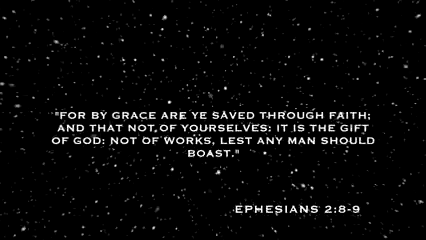 "FOR BY GRACE ARE YE SAVED THROUGH FAITH;
AND THAT NOT OF YOURSELVES: IT IS THE GIFT
OF GOD: NOT OF WORKS, LEST ANY MAN SHOULD
BOAST."
EPHESIANS 2:8-9